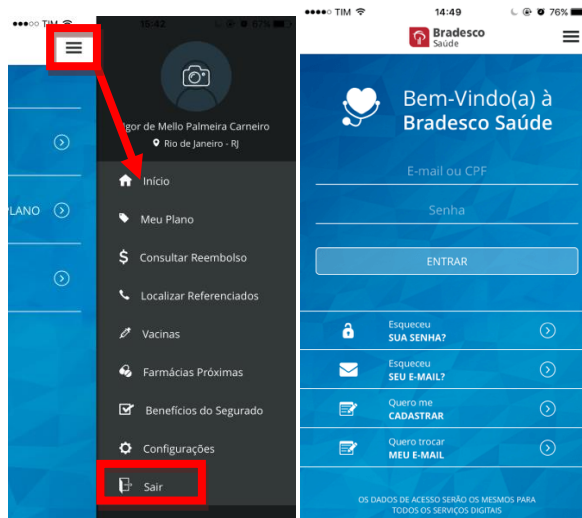 TIM
15:42
67%
Igor de Mello Palmeira Carneiro
Rio de Janeiro - RJ
PLANO
Início
Meu Plano
Consultar Reembolso
Localizar Referenciados
Vacinas
Farmácias Próximas
Benefícios do Segurado
Configurações
Sair
TIM
14:49
76%
Bradesco
Saúde
Bem-Vindo(a) à
Bradesco Saúde
E-mail ou CPF
Senha
ENTRAR
Esqueceu
SUA SENHA?
Esqueceu
SEU E-MAIL?
Quero me
CADASTRAR
Quero trocar
MEU E-MAIL
OS DADOS DE ACESSO SERÃO OS MESMOS PARA
TODOS OS SERVIÇOS DIGITAIS